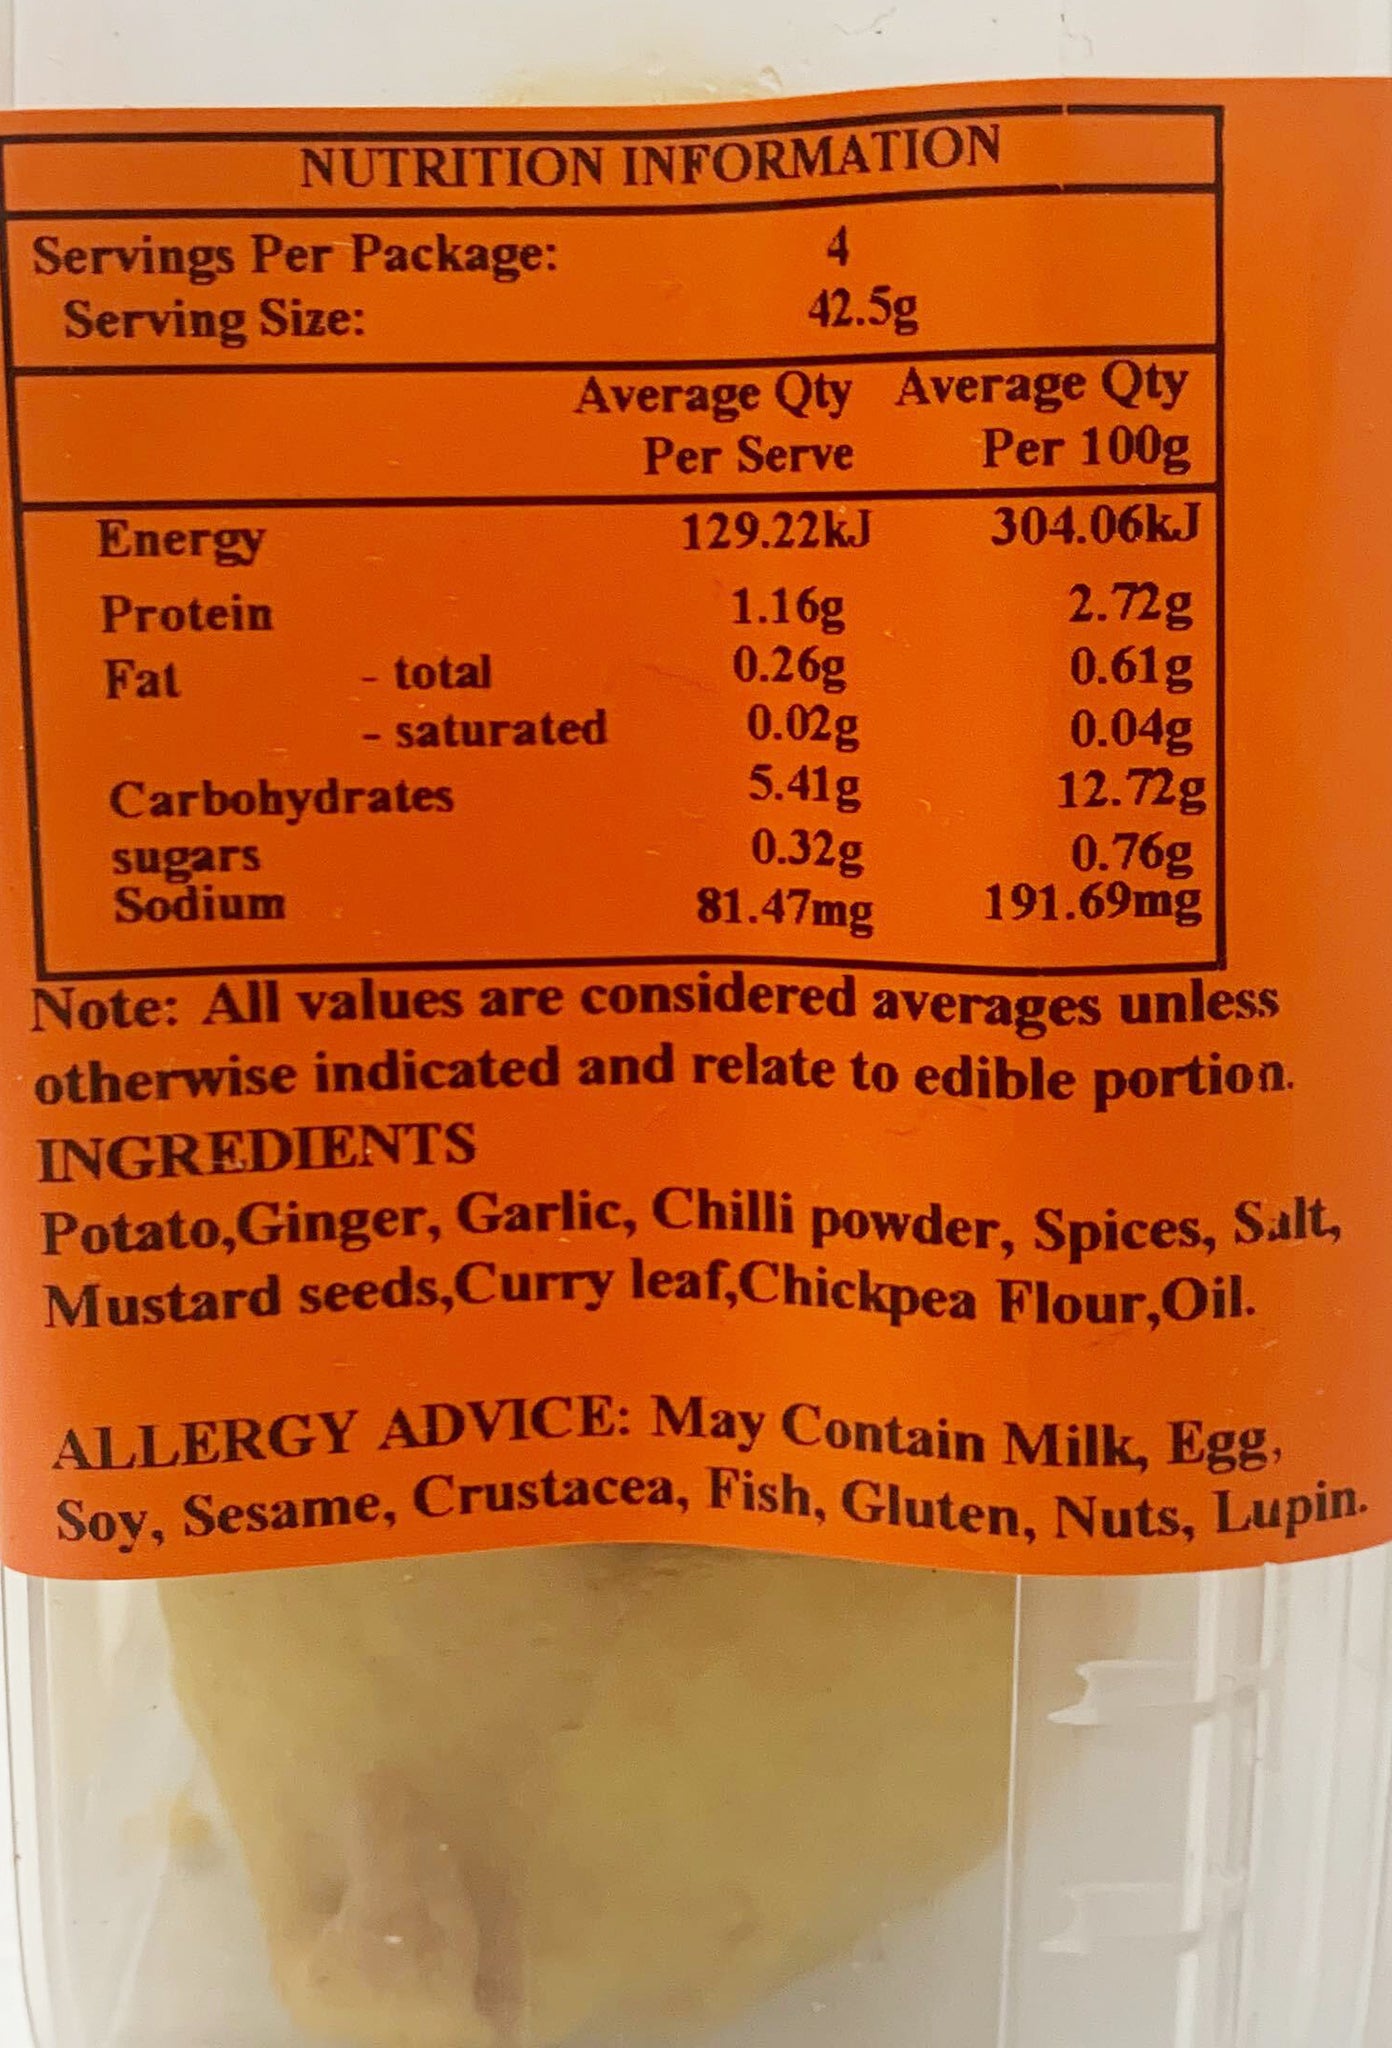 NUTRITION INFORMATION
Servings Per Package: 4
Serving Size: 42.5g
Average Qty Average Qty
Per Serve Per 100g
Energy 129.22kJ 304.06kJ
Protein 1.16g 2.72g
Fat - total 0.26g 0.61g
- saturated 0.02g 0.04g
Carbohydrates 5.41g 12.72g
sugars 0.32g 0.76g
Sodium 81.47mg 191.69mg
Note: All values are considered averages unless
otherwise indicated and relate to edible portion.
INGREDIENTS
Potato,Ginger, Garlic, Chilli powder, Spices, Salt,
Mustard seeds,Curry leaf,Chickpea Flour,Oil.
ALLERGY ADVICE: May Contain Milk, Egg,
Soy, Sesame, Crustacea, Fish, Gluten, Nuts, Lupin.